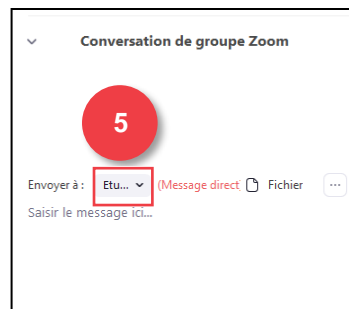 Conversation de groupe Zoom
5
Envoyer à : Etu... (Message direct Fichier ...
Saisir le message ici...